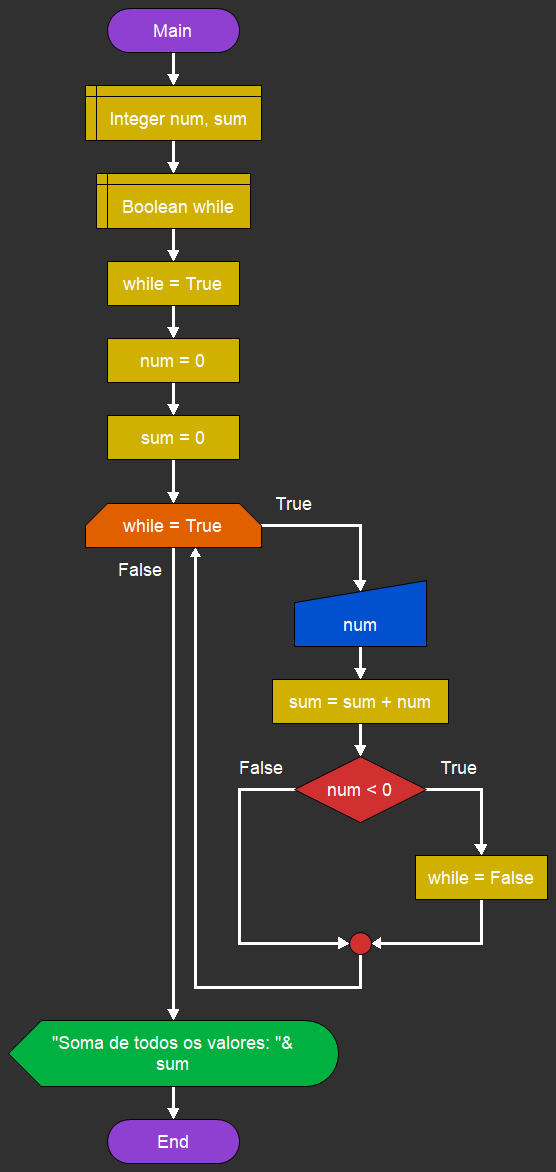 Main
Integer num, sum
Boolean while
while = True
num = 0
sum = 0
while = True
True
False
num
sum = sum + num
False
True
num < 0
while = False
"Soma de todos os valores: "&
sum
End